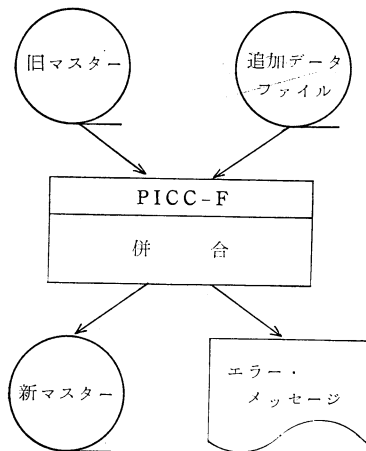 旧マスター
追加データ
ファイル
PICC-F
併合
新マスター
エラー・
メッセージ